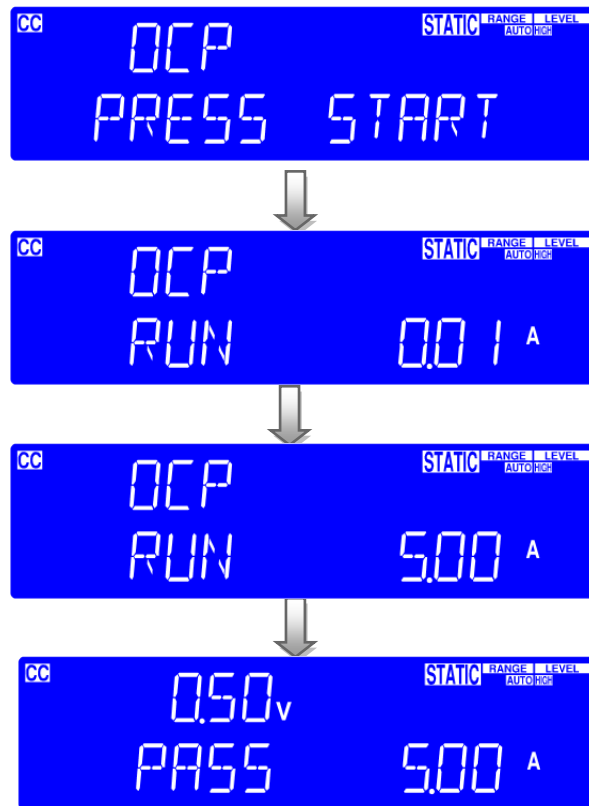 CC STATIC RANGE LEVEL
AUTO HIGH
OCP
PRESS START
CC STATIC RANGE LEVEL
AUTO HIGH
OCP
RUN 0.01 A
CC STATIC RANGE LEVEL
AUTO HIGH
OCP
RUN 5.00 A
CC STATIC RANGE LEVEL
AUTO HIGH
0.50 V
PASS 5.00 A